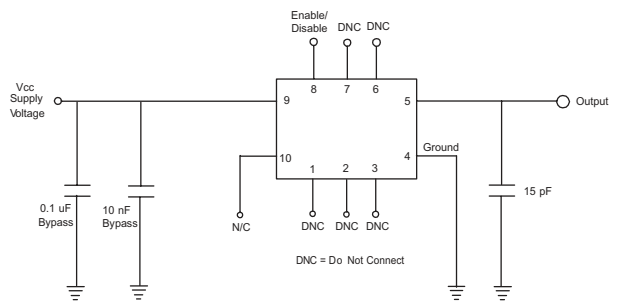 Enable/
Disable
DNC DNC
8 7 6
Vcc
Supply
Voltage
9
5
Output
10
4
Ground
1 2 3
0.1 uF
Bypass
10 nF
Bypass
15 pF
N/C
DNC DNC DNC
DNC = Do Not Connect